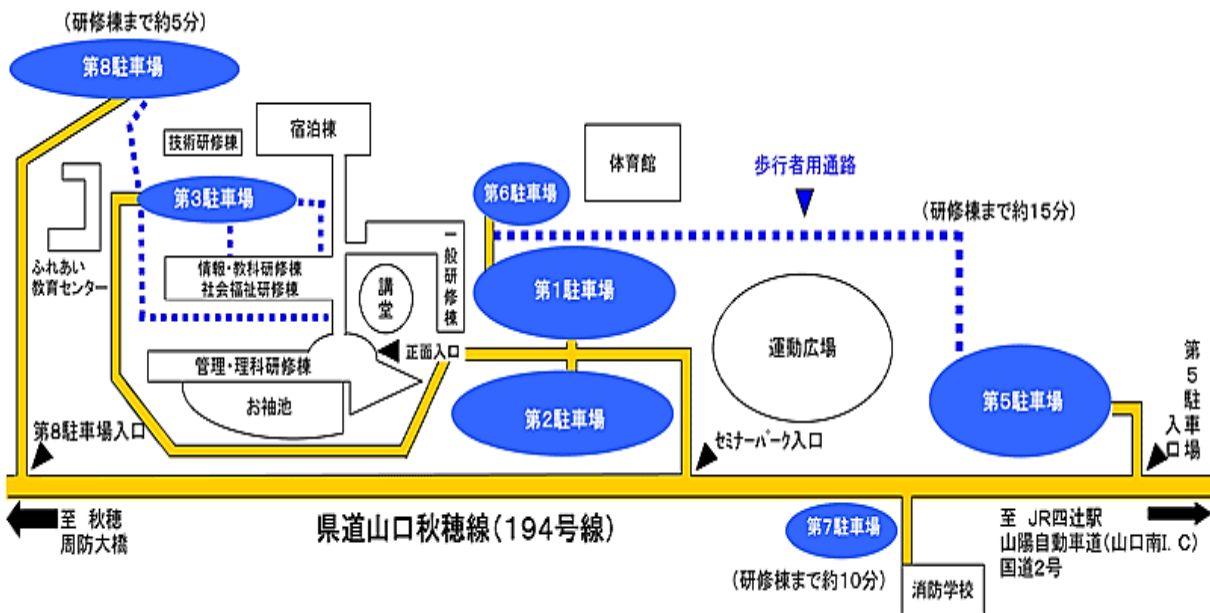 (研修棟まで約5分)
第8駐車場
技術研修棟
宿泊棟
体育館
歩行者用通路
第3駐車場
第6駐車場
(研修棟まで約15分)
ふれあい
教育センター
情報・教科研修棟
社会福祉研修棟
講堂
一般研修棟
第1駐車場
運動広場
正面入口
管理・理科研修棟
お袖池
第2駐車場
第5駐車場
第5駐車場
入口
第8駐車場入口
セミナーパーク入口
至 秋穂
周防大橋
県道山口秋穂線(194号線)
第7駐車場
(研修棟まで約10分)
消防学校
至 JR四辻駅
山陽自動車道(山口南I.C)
国道2号